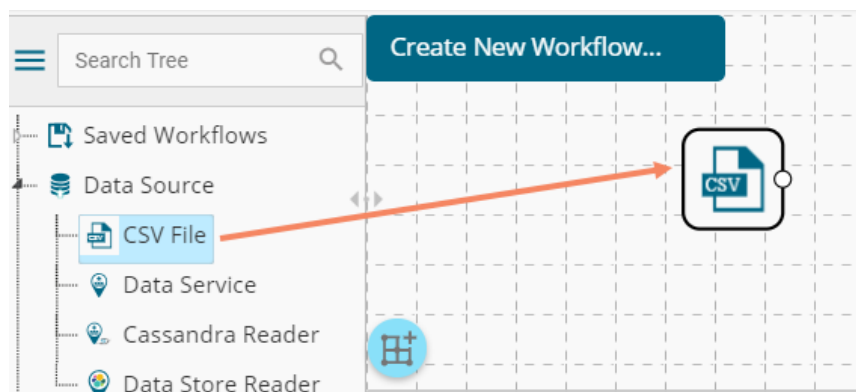 Search Tree
Create New Workflow...
Saved Workflows
Data Source
CSV File
CSV
Data Service
Cassandra Reader
Data Store Reader